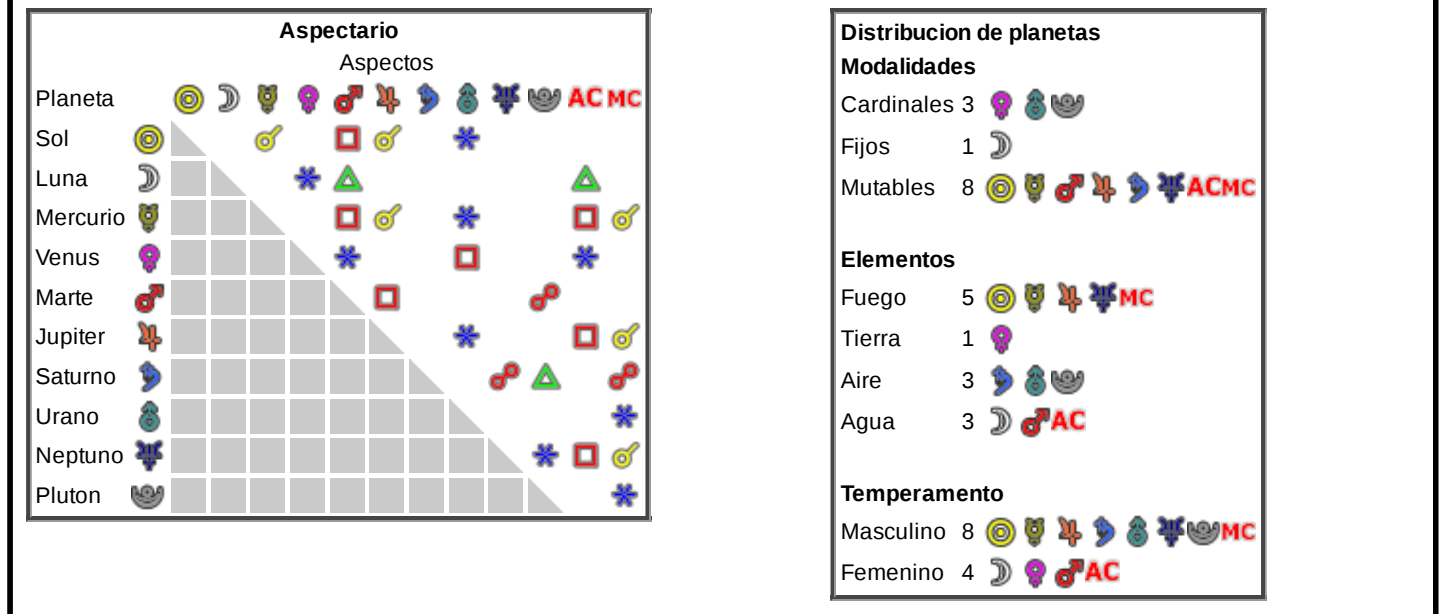 Aspectario
Aspectos
Planeta AC MC
Sol
Luna
Mercurio
Venus
Marte
Jupiter
Saturno
Urano
Neptuno
Pluton
Distribucion de planetas
Modalidades
Cardinales 3
Fijos 1
Mutables 8 AC MC
Elementos
Fuego 5 MC
Tierra 1
Aire 3
Agua 3 AC
Temperamento
Masculino 8 MC
Femenino 4 AC